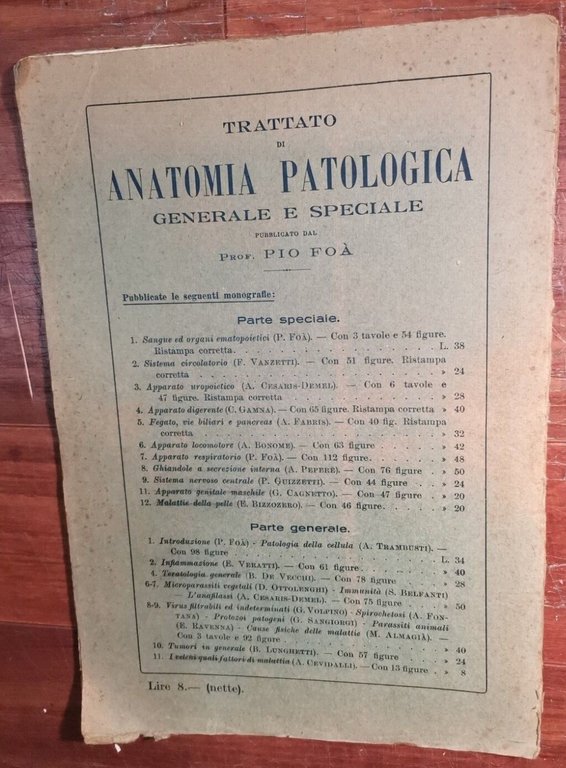 TRATTATO
DI
ANATOMIA PATOLOGICA
GENERALE E SPECIALE
PUBBLICATO DAL
PROF. PIO FOÀ
Pubblicate le seguenti monografie:
Parte speciale.
1. Sangue ed organi ematopoietici (P. FOÀ). — Con 3 tavole e 54 figure.
Ristampa corretta. . . . . . . . . . . . . . . . L. 38
2. Sistema circolatorio (F. VANZETTI). — Con 51 figure. Ristampa
corretta . . . . . . . . . . . . . . . . . . » 24
3. Apparato uropoietico (A. CESARIS-DEMEL). — Con 6 tavole e
47 figure. Ristampa corretta . . . . . . . . . . . » 28
4. Apparato digerente (C. GAMNA). — Con 65 figure. Ristampa corretta » 40
5. Fegato, vie biliari e pancreas (A. FABRIS). — Con 40 fig. Ristampa
corretta . . . . . . . . . . . . . . . . . . » 32
6. Apparato locomotore (A. BONOME). — Con 63 figure . . . » 42
7. Apparato respiratorio (P. FOÀ). — Con 112 figure. . . . » 48
8. Ghiandole a secrezione interna (A. PEPERE). — Con 76 figure . » 50
9. Sistema nervoso centrale (P. GUIZZETTI). — Con 44 figure . » 24
11. Apparato genitale maschile (G. CAGNETTO). — Con 47 figure . » 20
12. Malattie della pelle (E. BIZZOZERO). — Con 46 figure. . . » 20
Parte generale.
1. Introduzione (P. FOÀ) - Patologia della cellula (A. TRAMBUSTI). —
Con 98 figure . . . . . . . . . . . . . . . L. 34
2. Infiammazione (E. VERATTI). — Con 61 figure. . . . . » 40
4. Teratologia generale (B. DE VECCHI). — Con 78 figure . . » 28
6-7. Microparassiti vegetali (D. OTTOLENGHI) - Immunità (S. BELFANTI)
- L'anafilassi (A. CESARIS-DEMEL). — Con 75 figure . . . » 50
8-9. Virus filtrabili ed indeterminati (G. VOLPINO) - Spirochetosi (A. FON-
TANA) - Protozoi patogeni (G. SANGIORGI) - Parassiti animali
(E. RAVENNA) - Cause fisiche delle malattie (M. ALMAGIÀ). —
Con 3 tavole e 92 figure . . . . . . . . . . . . » 40
10. Tumori in generale (B. LUNGHETTI). — Con 57 figure . . . » 24
11. I veleni quali fattori di malattia (A. CEVIDALLI). — Con 13 figure . » 8
Lire 8.— (nette).